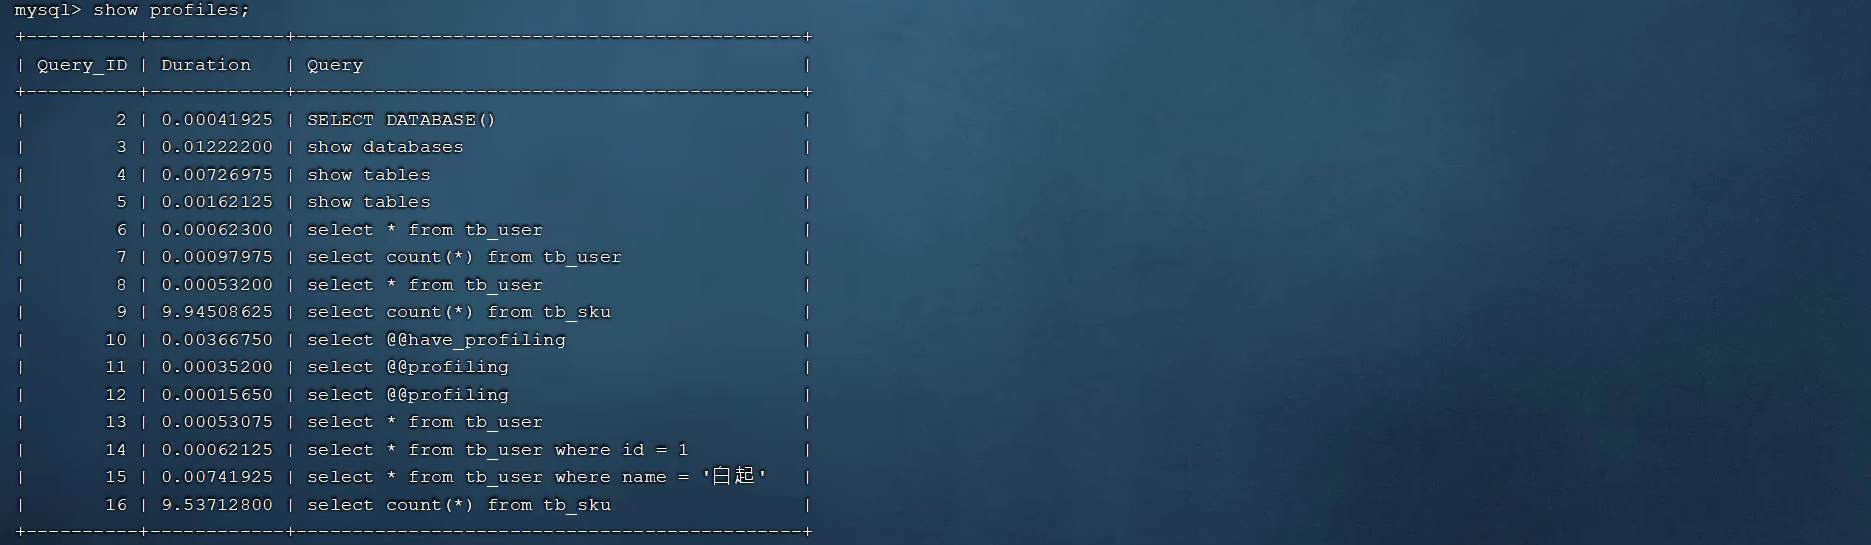 mysql> show profiles;
+----------+------------+---------------------------------------------+
| Query_ID | Duration   | Query                                       |
+----------+------------+---------------------------------------------+
|        2 | 0.00041925 | SELECT DATABASE()                           |
|        3 | 0.01222200 | show databases                              |
|        4 | 0.00726975 | show tables                                 |
|        5 | 0.00162125 | show tables                                 |
|        6 | 0.00062300 | select * from tb_user                       |
|        7 | 0.00097975 | select count(*) from tb_user                |
|        8 | 0.00053200 | select * from tb_user                       |
|        9 | 9.94508625 | select count(*) from tb_sku                 |
|       10 | 0.00366750 | select @@have_profiling                     |
|       11 | 0.00035200 | select @@profiling                          |
|       12 | 0.00015650 | select @@profiling                          |
|       13 | 0.00053075 | select * from tb_user                       |
|       14 | 0.00062125 | select * from tb_user where id = 1          |
|       15 | 0.00741925 | select * from tb_user where name = '白起'   |
|       16 | 9.53712800 | select count(*) from tb_sku                 |
+----------+------------+---------------------------------------------+